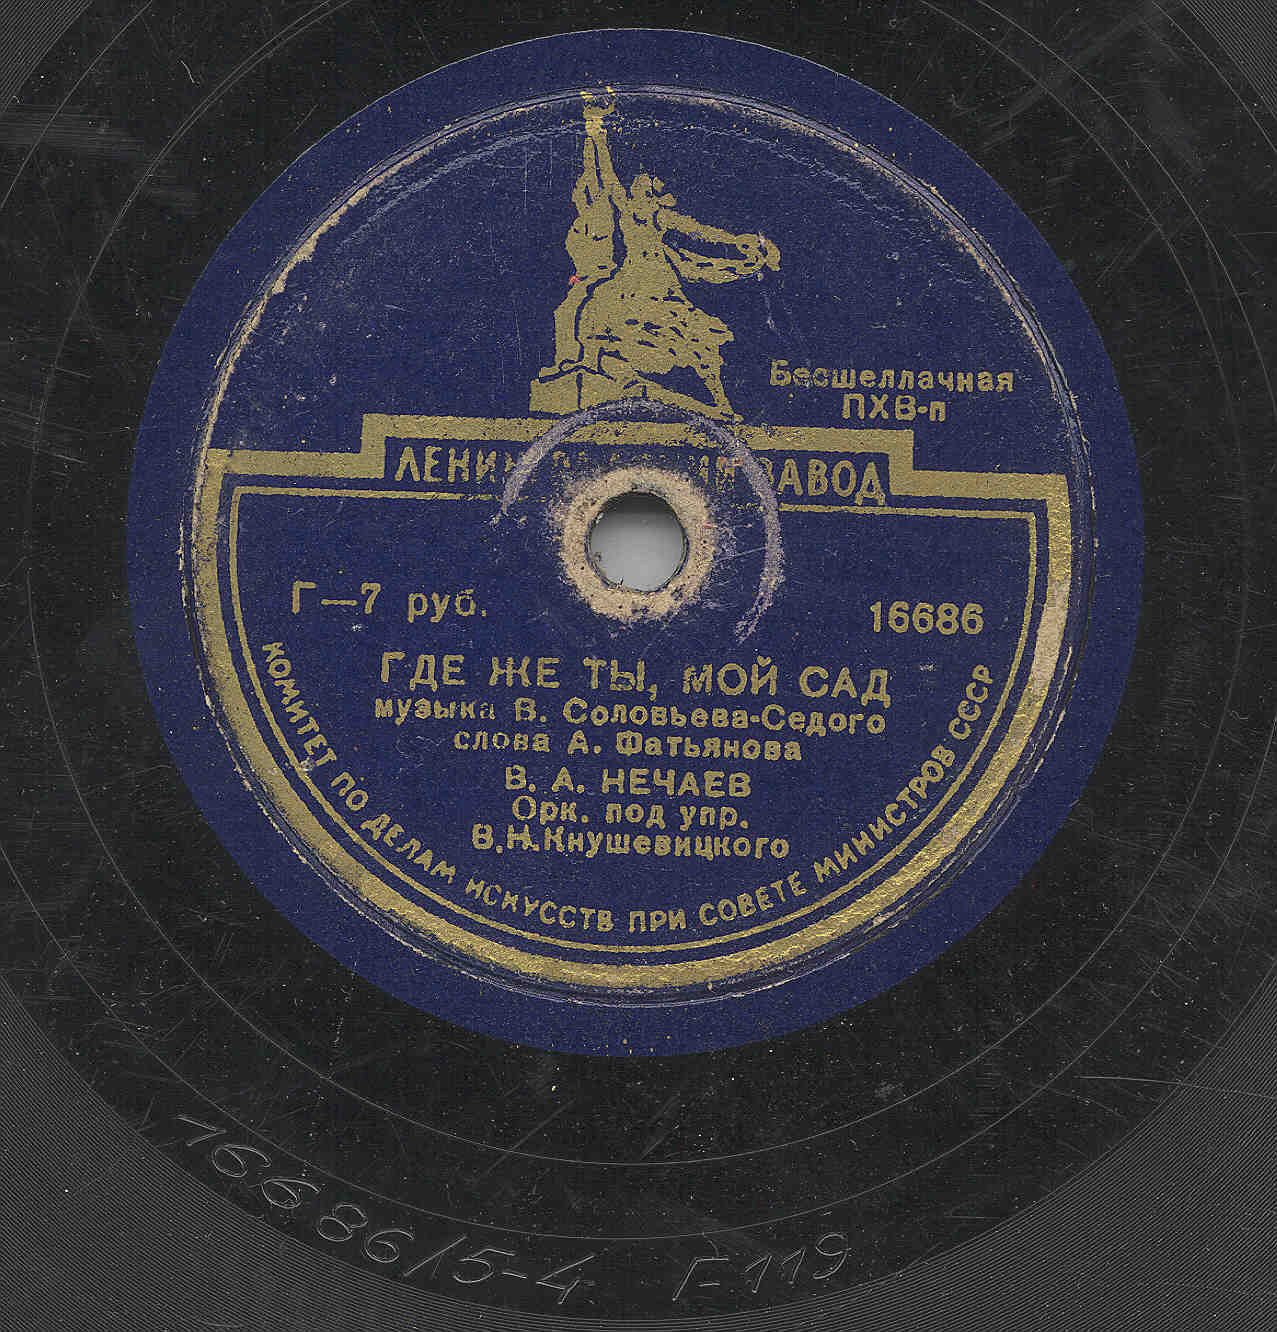 Бесшеллачная
ПХВ-п
ЗАВОД
Г—7 руб.
16686
ГДЕ ЖЕ ТЫ, МОЙ САД
музыка В. Соловьева-Седого
слова А. Фатьянова
В. А. НЕЧАЕВ
Орк. под упр.
В.Н.Кнушевицкого
КОМИТЕТ ПО ДЕЛАМ ИСКУССТВ ПРИ СОВЕТЕ МИНИСТРОВ СССР
16686/5-4 Г-119